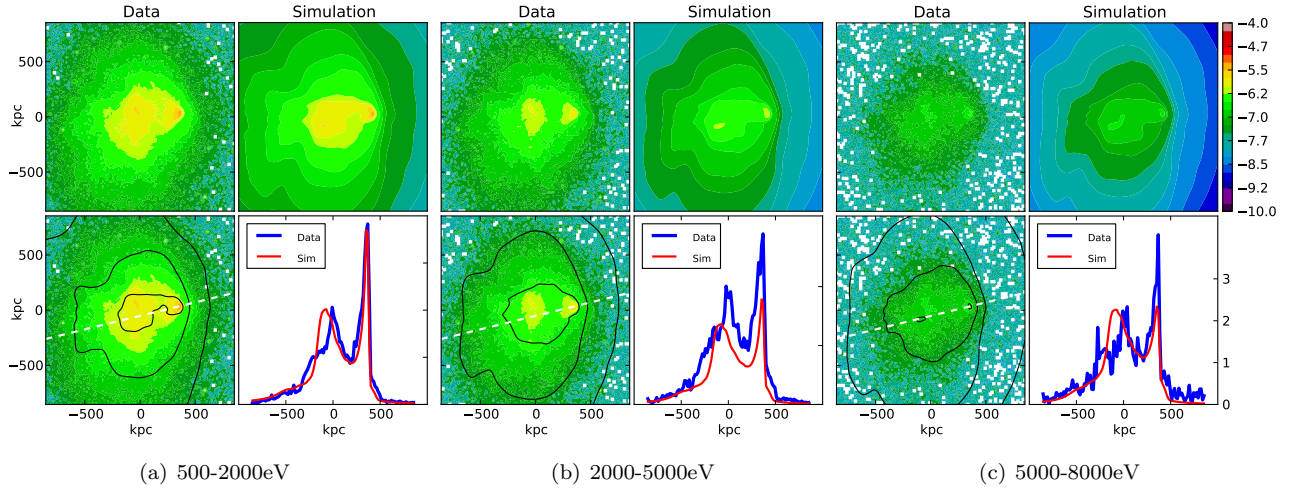 Data Simulation Data Simulation Data Simulation
500
0
−500
kpc
−4.0
−4.7
−5.5
−6.2
−7.0
−7.7
−8.5
−9.2
−10.0
500
0
−500
kpc
Data
Sim
Data
Sim
Data
Sim
3
2
1
0
−500 0 500 −500 0 500 −500 0 500 −500 0 500 −500 0 500 −500 0 500
kpc kpc kpc kpc kpc kpc
(a) 500-2000eV (b) 2000-5000eV (c) 5000-8000eV